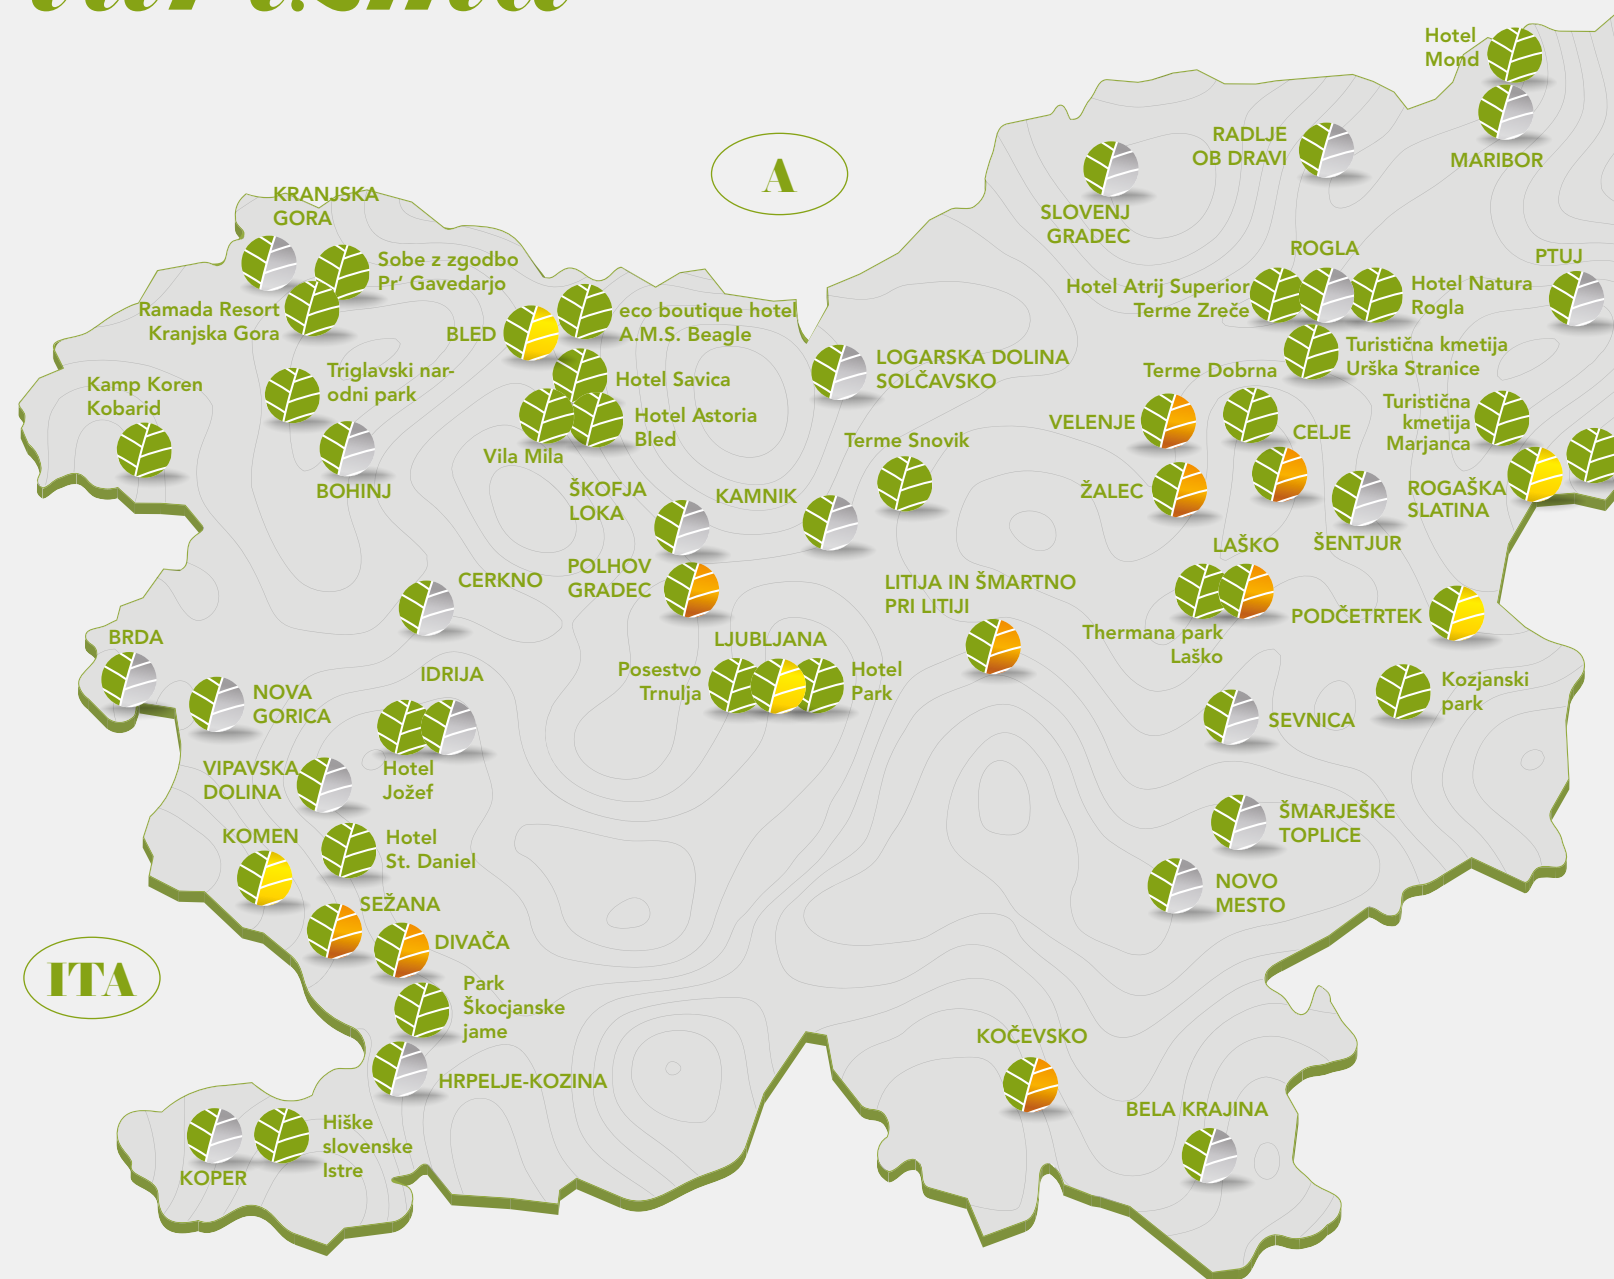 Hotel
Mond
MARIBOR
RADLJE
OB DRAVI
A
SLOVENJ
GRADEC
KRANJSKA
GORA
Sobe z zgodbo
Pr’ Gavedarjo
Ramada Resort
Kranjska Gora
BLED
eco boutique hotel
A.M.S. Beagle
ROGLA
Hotel Atrij Superior
Terme Zreče
Hotel Natura
Rogla
PTUJ
Turistična kmetija
Urška Stranice
Terme Dobrna
LOGARSKA DOLINA
SOLČAVSKO
Triglavski nar-
odni park
Kamp Koren
Kobarid
Hotel Savica
Hotel Astoria
Bled
Vila Mila
BOHINJ
VELENJE
CELJE
Turistična
kmetija
Marjanca
Terme Snovik
ŽALEC
ROGAŠKA
SLATINA
ŠENTJUR
ŠKOFJA
LOKA
KAMNIK
POLHOV
GRADEC
CERKNO
LAŠKO
LITIJA IN ŠMARTNO
PRI LITIJI
PODČETRTEK
Thermana park
Laško
BRDA
LJUBLJANA
Posestvo
Trnulja
Hotel
Park
IDRIJA
NOVA
GORICA
Kozjanski
park
SEVNICA
VIPAVSKA
DOLINA
Hotel
Jožef
KOMEN
Hotel
St. Daniel
ŠMARJEŠKE
TOPLICE
NOVO
MESTO
SEŽANA
DIVAČA
ITA
Park
Škocjanske
jame
KOČEVSKO
HRPELJE-KOZINA
BELA KRAJINA
Hiške
slovenske
Istre
KOPER